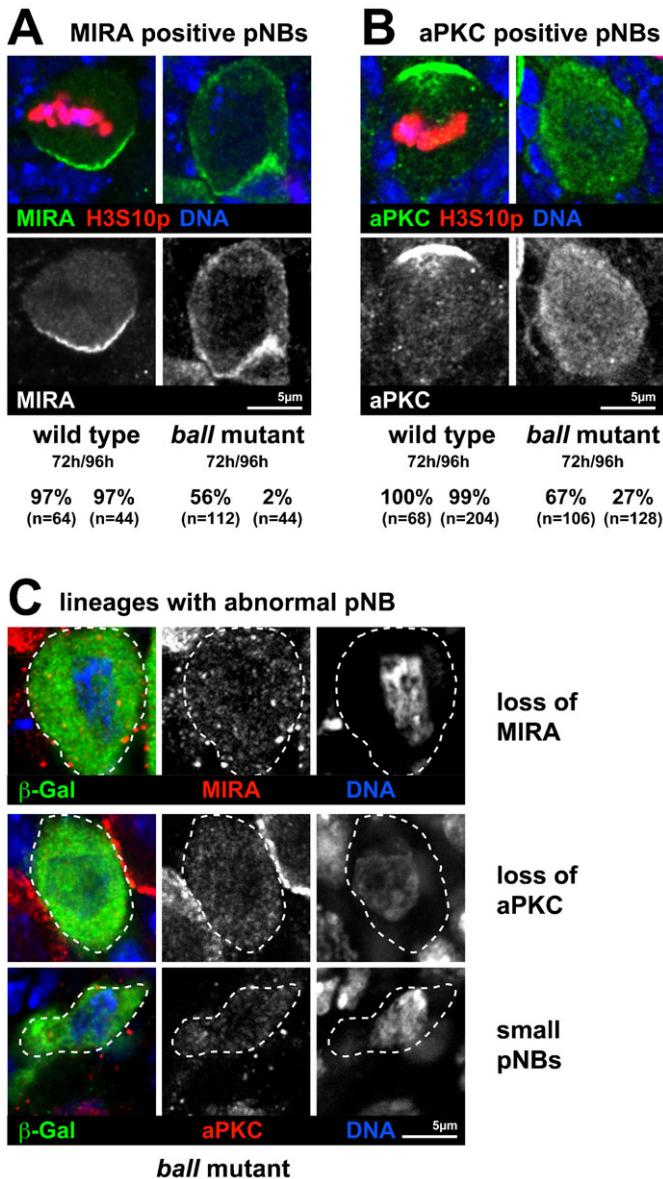 A MIRA positive pNBs
MIRA H3S10p DNA
MIRA
5µm
wild type
72h/96h
97% 97%
(n=64) (n=44)
ball mutant
72h/96h
56% 2%
(n=112) (n=44)
B aPKC positive pNBs
aPKC H3S10p DNA
aPKC
5µm
wild type
72h/96h
100% 99%
(n=68) (n=204)
ball mutant
72h/96h
67% 27%
(n=106) (n=128)
C lineages with abnormal pNB
β-Gal MIRA DNA
loss of
MIRA
loss of
aPKC
small
pNBs
β-Gal aPKC DNA
5µm
ball mutant